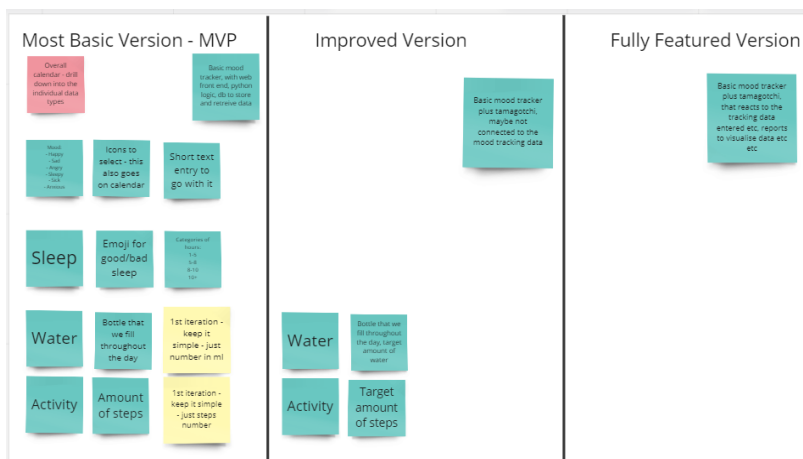 Most Basic Version - MVP
Improved Version
Fully Featured Version
Overall
calendar - drill
down into the
individual data
types
Basic mood
tracker, with web
front end, python
logic, db to store
and retreive data
Basic mood tracker
plus tamagotchi,
maybe not
connected to the
mood tracking data
Basic mood tracker
plus tamagotchi,
that reacts to the
tracking data
entered etc, reports
to visualise data etc
etc
Mood
- Happy
- Sad
- Angry
- Sleepy
- Sick
- Anxious
Icons to
select - this
also goes
on calendar
Short text
entry to
go with it
Sleep
Emoji for
good/bad
sleep
Categories of
hours:
1-5
8-10
10+
Water
Bottle that
we fill
throughout
the day
1st iteration -
keep it
simple - just
number in ml
Water
Bottle that we
fill throughout
the day, target
amount of
water
Activity
Amount
of steps
1st iteration -
keep it simple
- just steps
number
Activity
Target
amount
of steps